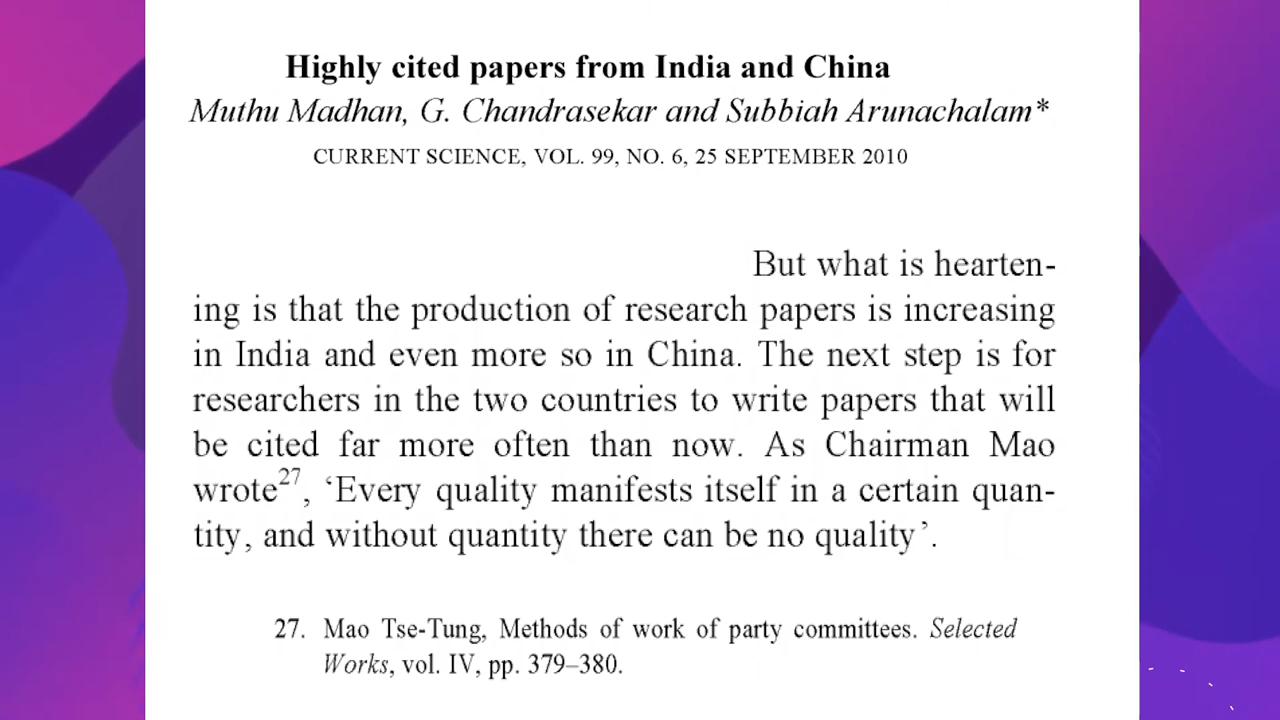 Highly cited papers from India and China
Muthu Madhan, G. Chandrasekar and Subbiah Arunachalam*
CURRENT SCIENCE, VOL. 99, NO. 6, 25 SEPTEMBER 2010
But what is hearten-
ing is that the production of research papers is increasing
in India and even more so in China. The next step is for
researchers in the two countries to write papers that will
be cited far more often than now. As Chairman Mao
wrote27, ‘Every quality manifests itself in a certain quan-
tity, and without quantity there can be no quality’.
27. Mao Tse-Tung, Methods of work of party committees. Selected
Works, vol. IV, pp. 379–380.